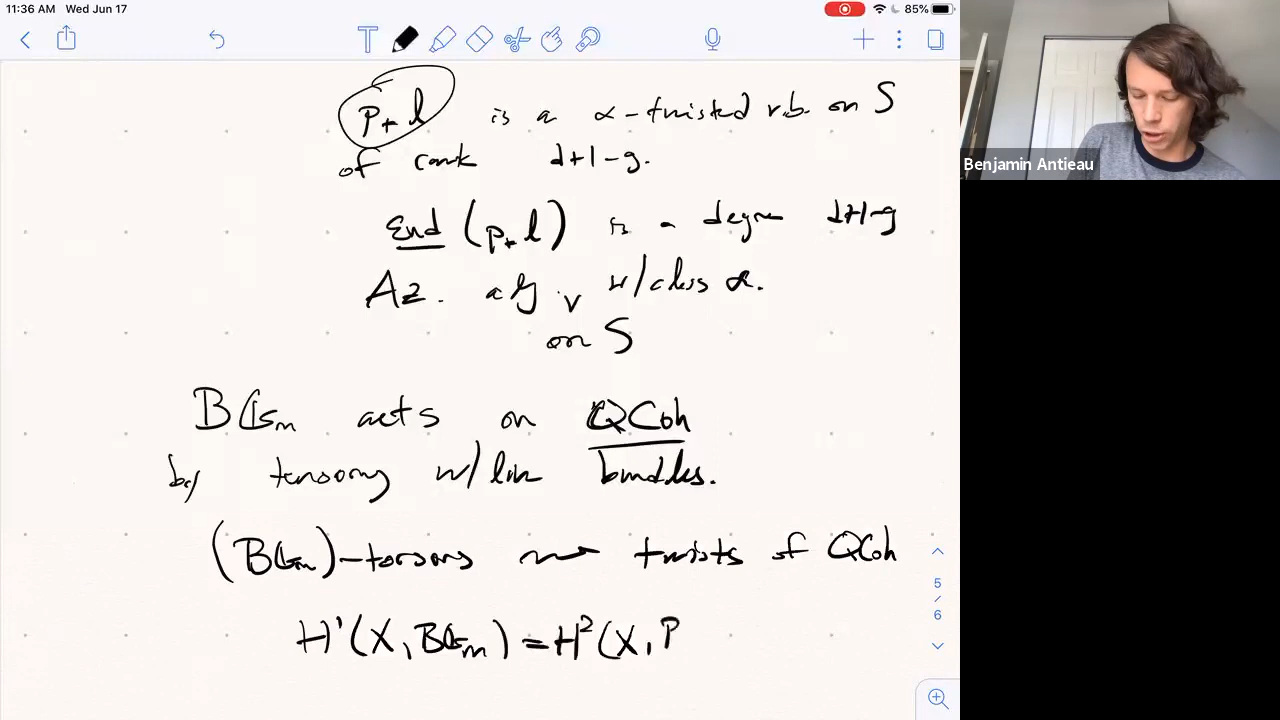 11:36 AM Wed Jun 17
85%
p_* l is a α-twisted v.b. on S
of rank d+1-g.
End (p_* l) is a degree d+1-g
Az. alg w/class α.
on S
BGm acts on QCoh
by tensoring w/line bundles.
(BGm)-torsors ⇝ twists of QCoh
H¹(X, BGm) = H²(X, P
5
/
6
Benjamin Antieau